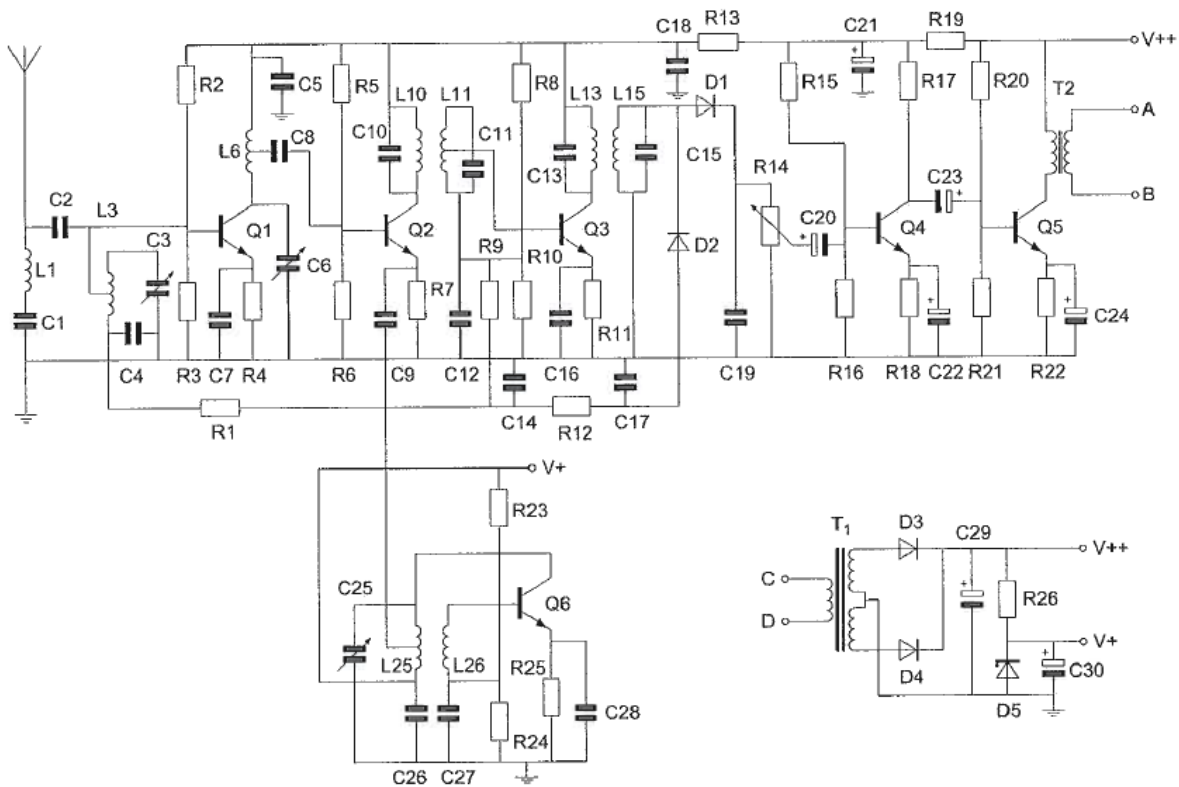 C18
R13
C21
R19
V++
R2
C5
R5
L10
L11
R8
L13
L15
D1
R15
R17
R20
T2
A
C8
C10
C11
L6
C13
C15
R14
C23
B
C2
L3
C3
Q1
C6
Q2
R9
R10
Q3
D2
C20
Q4
Q5
L1
R7
R11
C1
C24
C4
R3
C7
R4
R6
C9
C12
C16
C19
R16
R18
C22
R21
R22
R1
C14
R12
C17
V+
R23
T1
D3
C29
V++
C25
Q6
C
D
R26
L25
L26
R25
D4
V+
C30
C28
R24
D5
C26
C27